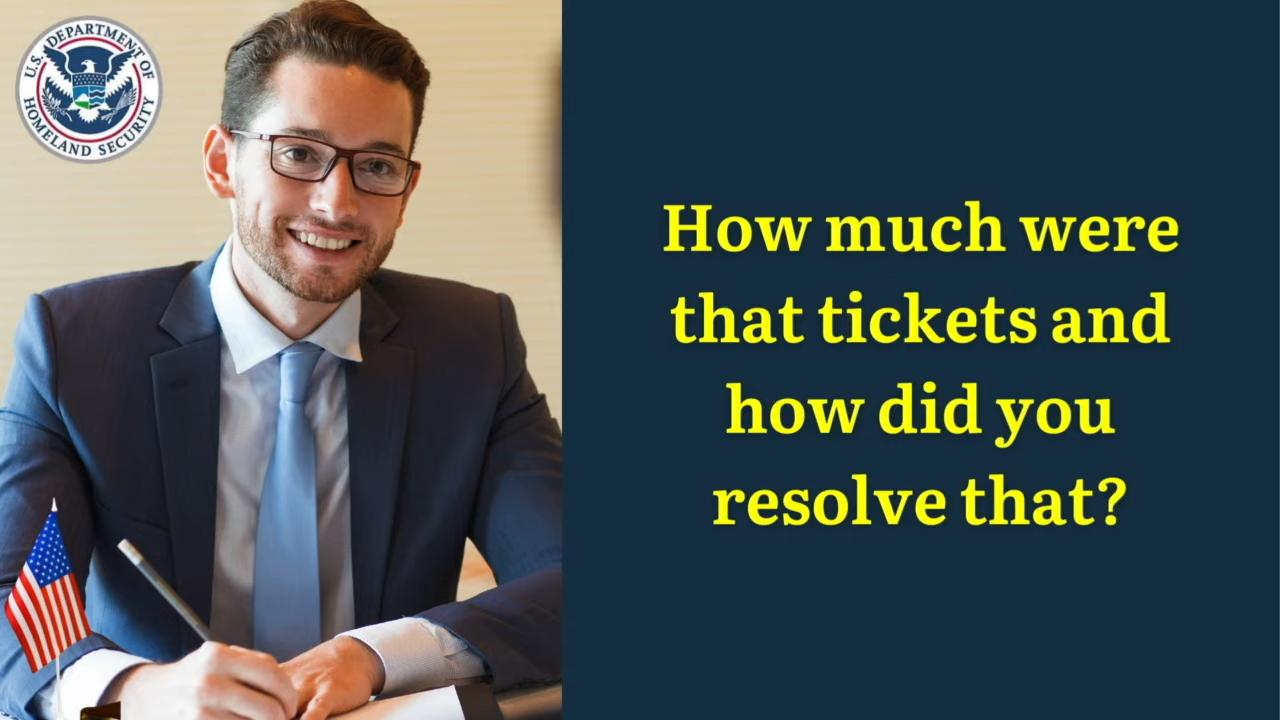 U.S. DEPARTMENT OF
HOMELAND SECURITY
How much were
that tickets and
how did you
resolve that?